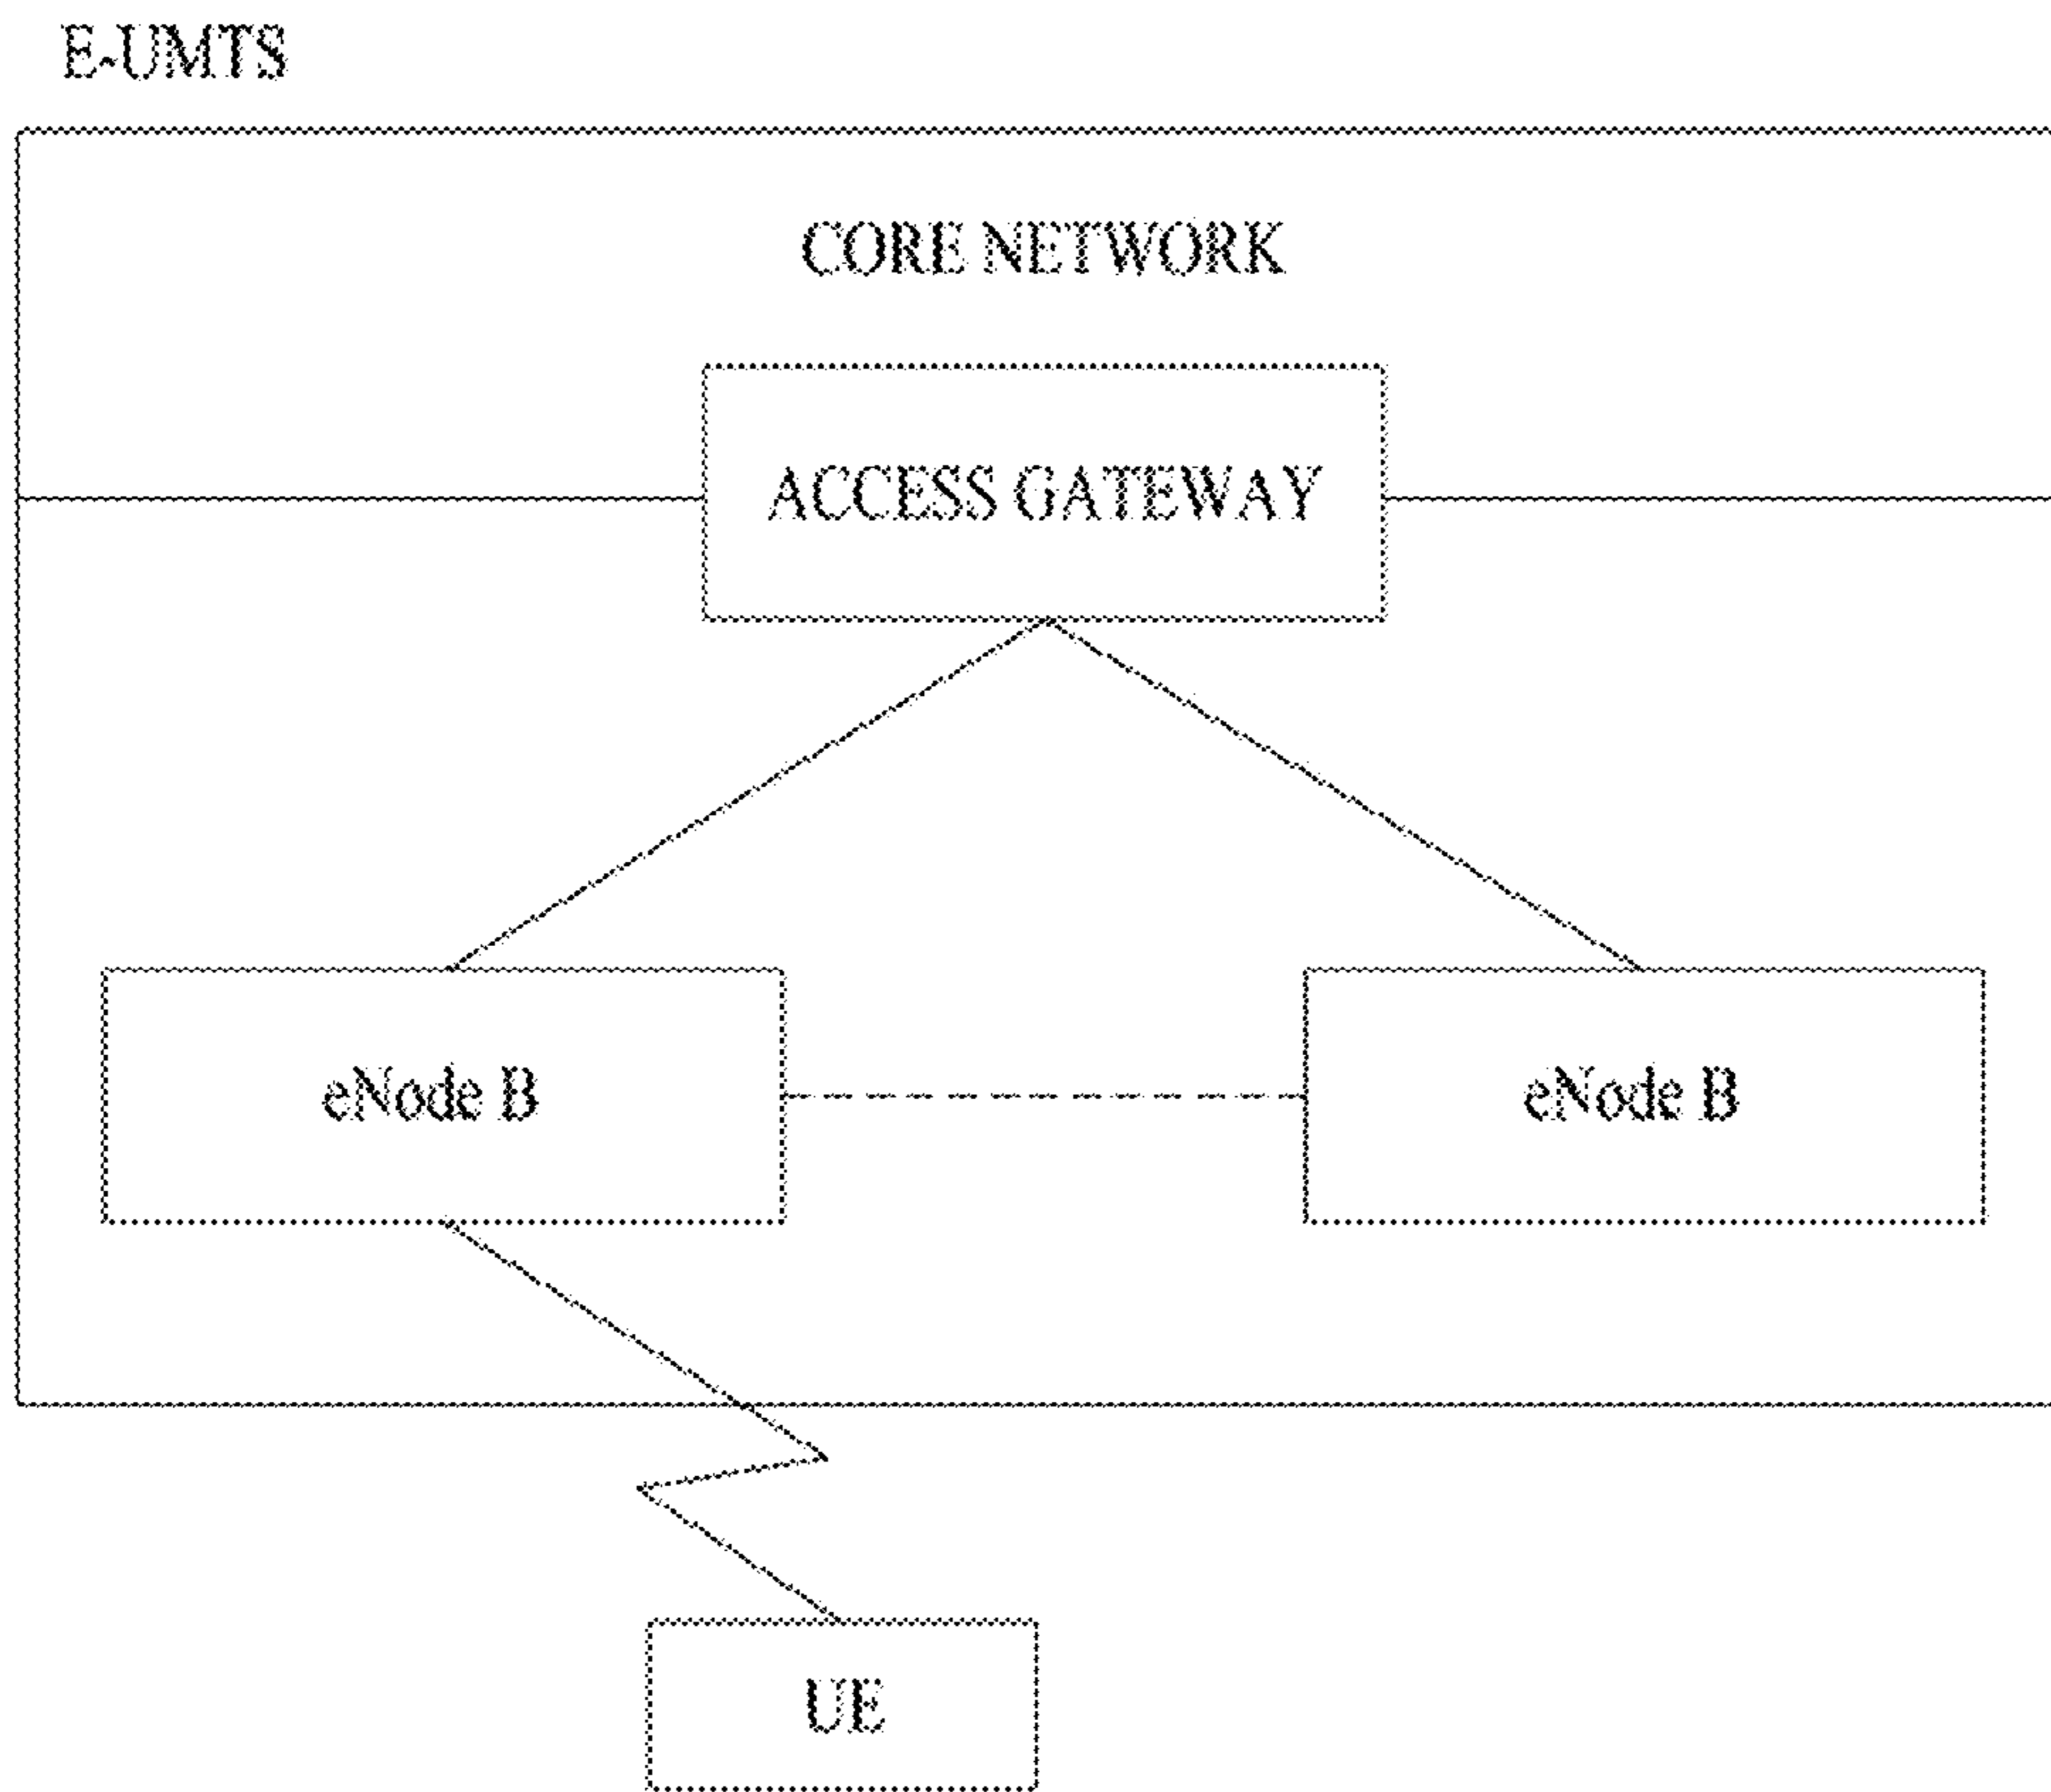 E-UMTS
CORE NETWORK
ACCESS GATEWAY
eNode B
eNode B
UE